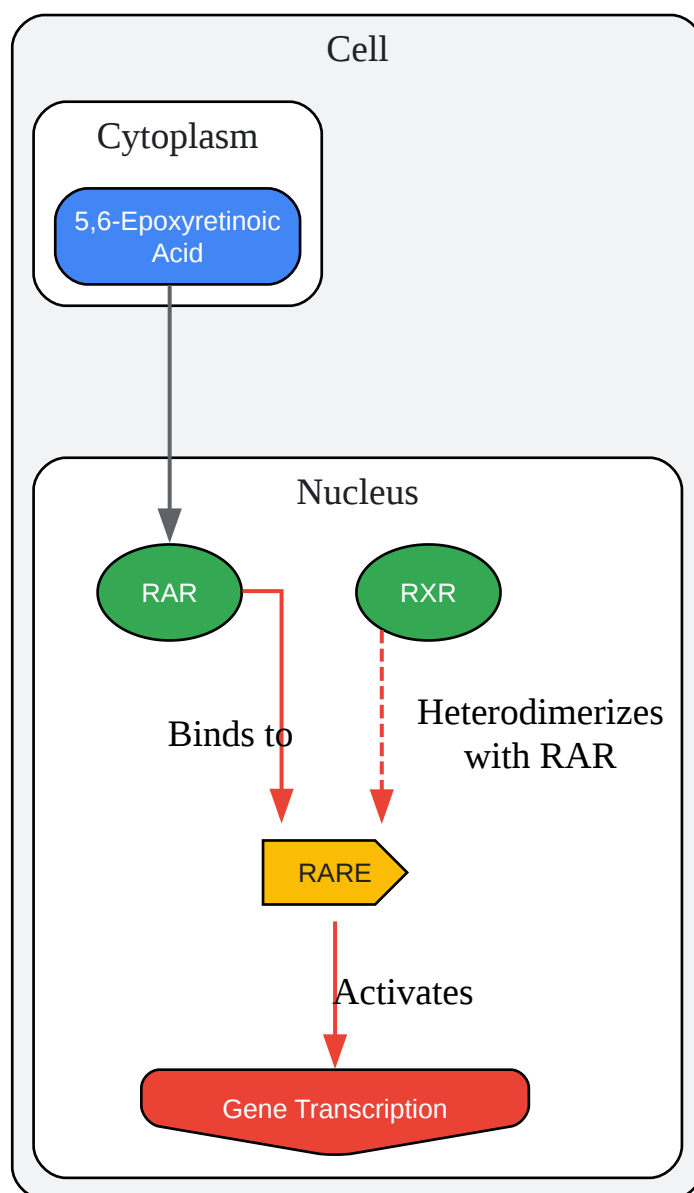 Cell
Cytoplasm
5,6-Epoxyretinoic
Acid
Nucleus
RAR
RXR
Binds to
Heterodimerizes
with RAR
RARE
Activates
Gene Transcription